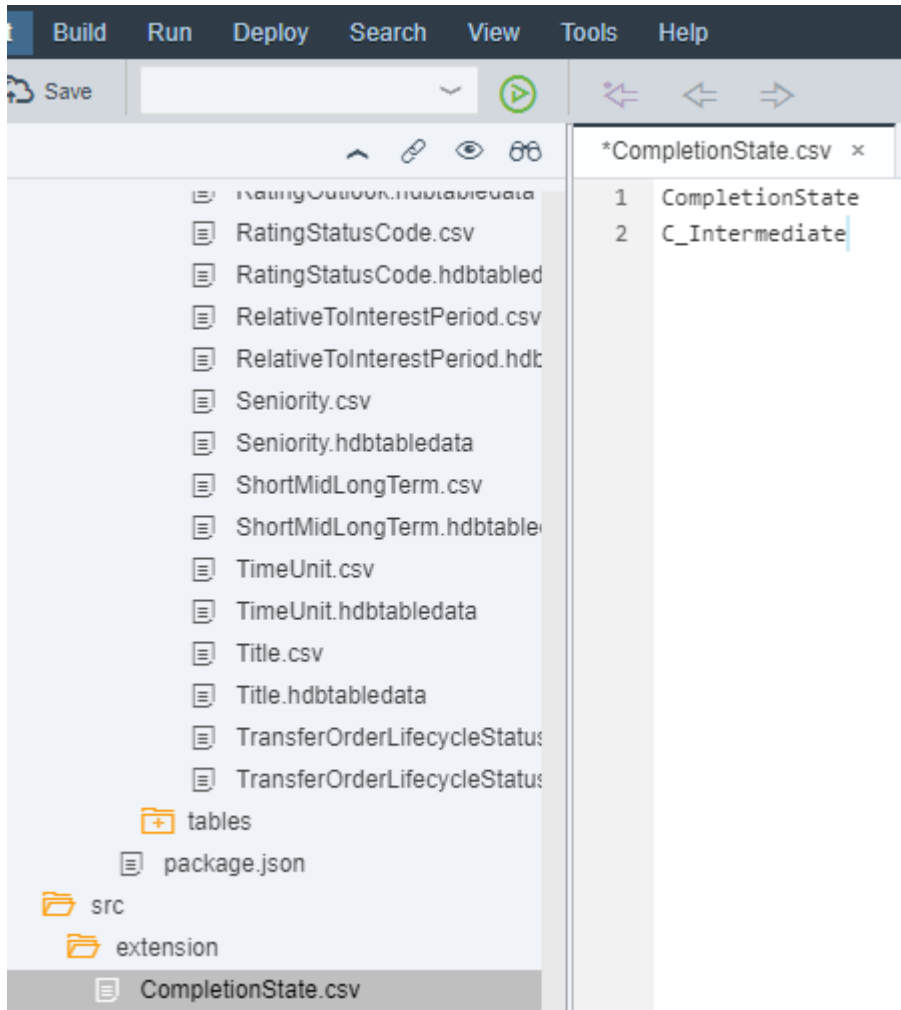 t Build Run Deploy Search View Tools Help
Save
*CompletionState.csv ×
1 CompletionState
2 C_Intermediate
RatingOutlook.hdbtabledata
RatingStatusCode.csv
RatingStatusCode.hdbtabled
RelativeToInterestPeriod.csv
RelativeToInterestPeriod.hdb
Seniority.csv
Seniority.hdbtabledata
ShortMidLongTerm.csv
ShortMidLongTerm.hdbtable
TimeUnit.csv
TimeUnit.hdbtabledata
Title.csv
Title.hdbtabledata
TransferOrderLifecycleStatus
TransferOrderLifecycleStatus
tables
package.json
src
extension
CompletionState.csv